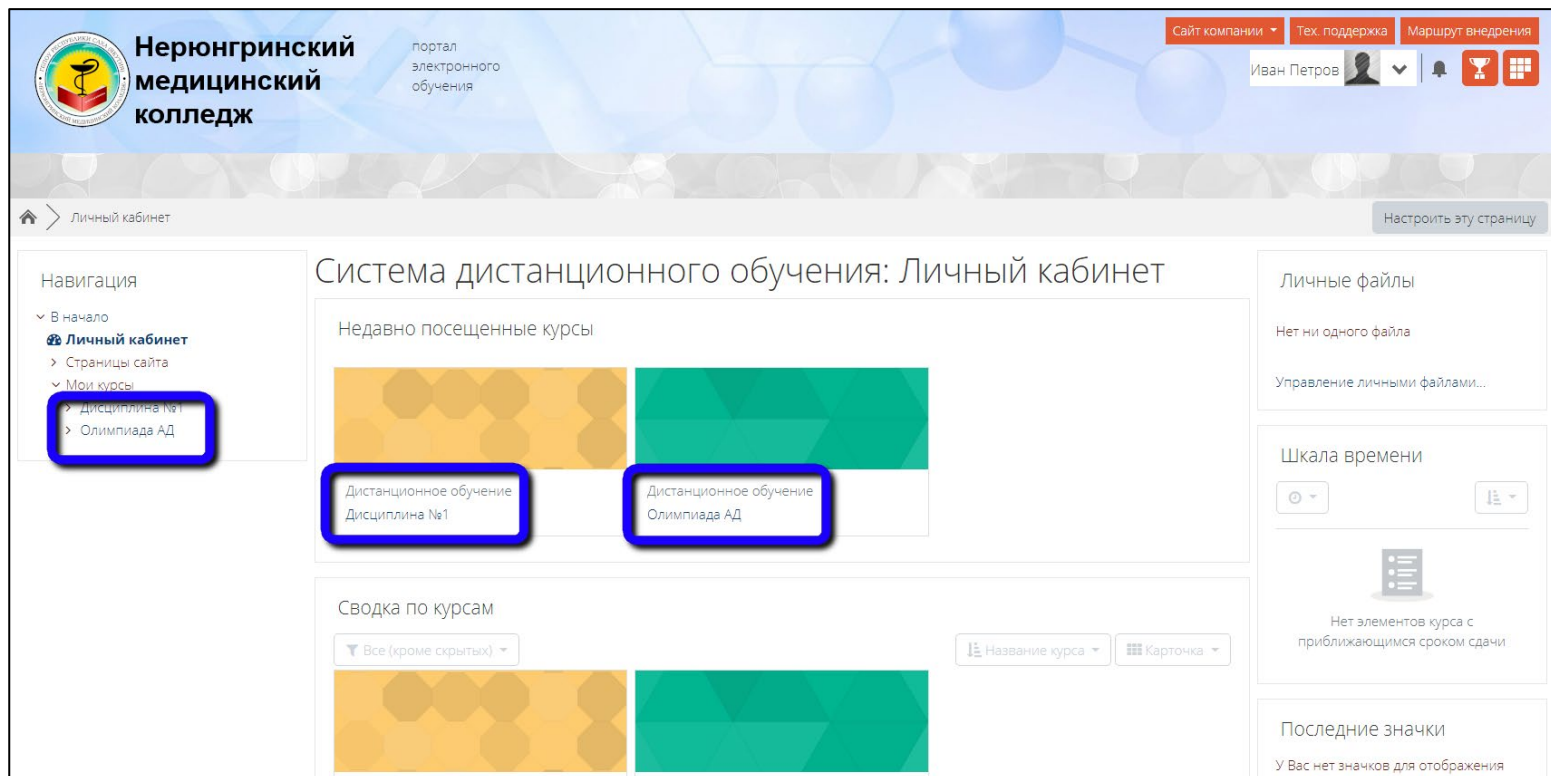 Нерюнгринский
медицинский
колледж
портал
электронного
обучения
Сайт компании
Тех. поддержка
Маршрут внедрения
Иван Петров
Личный кабинет
Настроить эту страницу
Навигация
В начало
Личный кабинет
Страницы сайта
Мои курсы
Дисциплина №1
Олимпиада АД
Система дистанционного обучения: Личный кабинет
Недавно посещенные курсы
Дистанционное обучение
Дисциплина №1
Дистанционное обучение
Олимпиада АД
Сводка по курсам
Все (кроме скрытых)
Название курса
Карточка
Личные файлы
Нет ни одного файла
Управление личными файлами...
Шкала времени
Нет элементов курса с
приближающимся сроком сдачи
Последние значки
У Вас нет значков для отображения